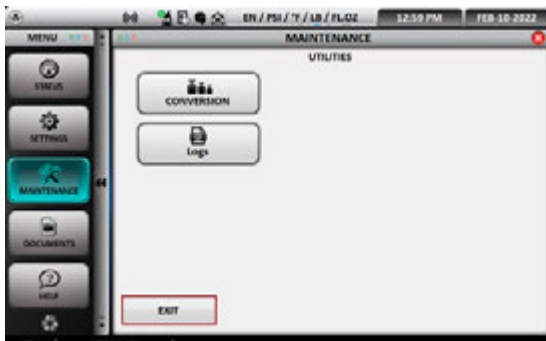 EN / PSI / °F / LB / FL.OZ
12:59 PM
FEB-10-2022
MENU
MAINTENANCE
UTILITIES
STATUS
CONVERSION
SETTINGS
Logs
MAINTENANCE
DOCUMENTS
HELP
EXIT